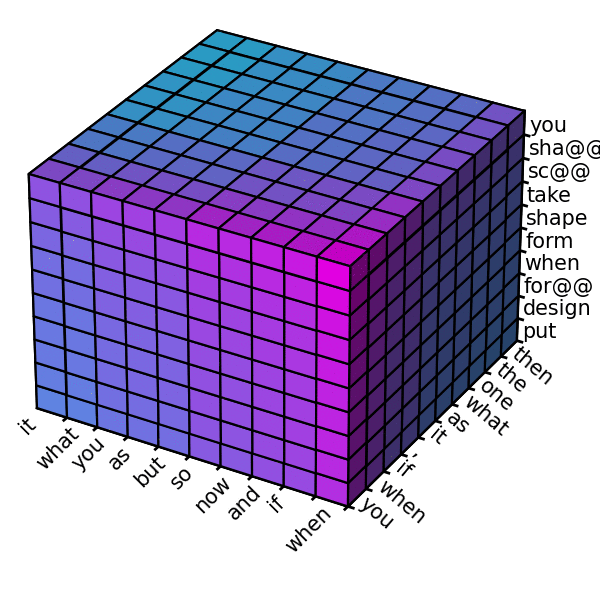 you
sha@@
sc@@
take
shape
form
when
for@@
design
put
it
what
you
as
but
so
now
and
if
when
you
when
if
,
it
as
what
one
the
then